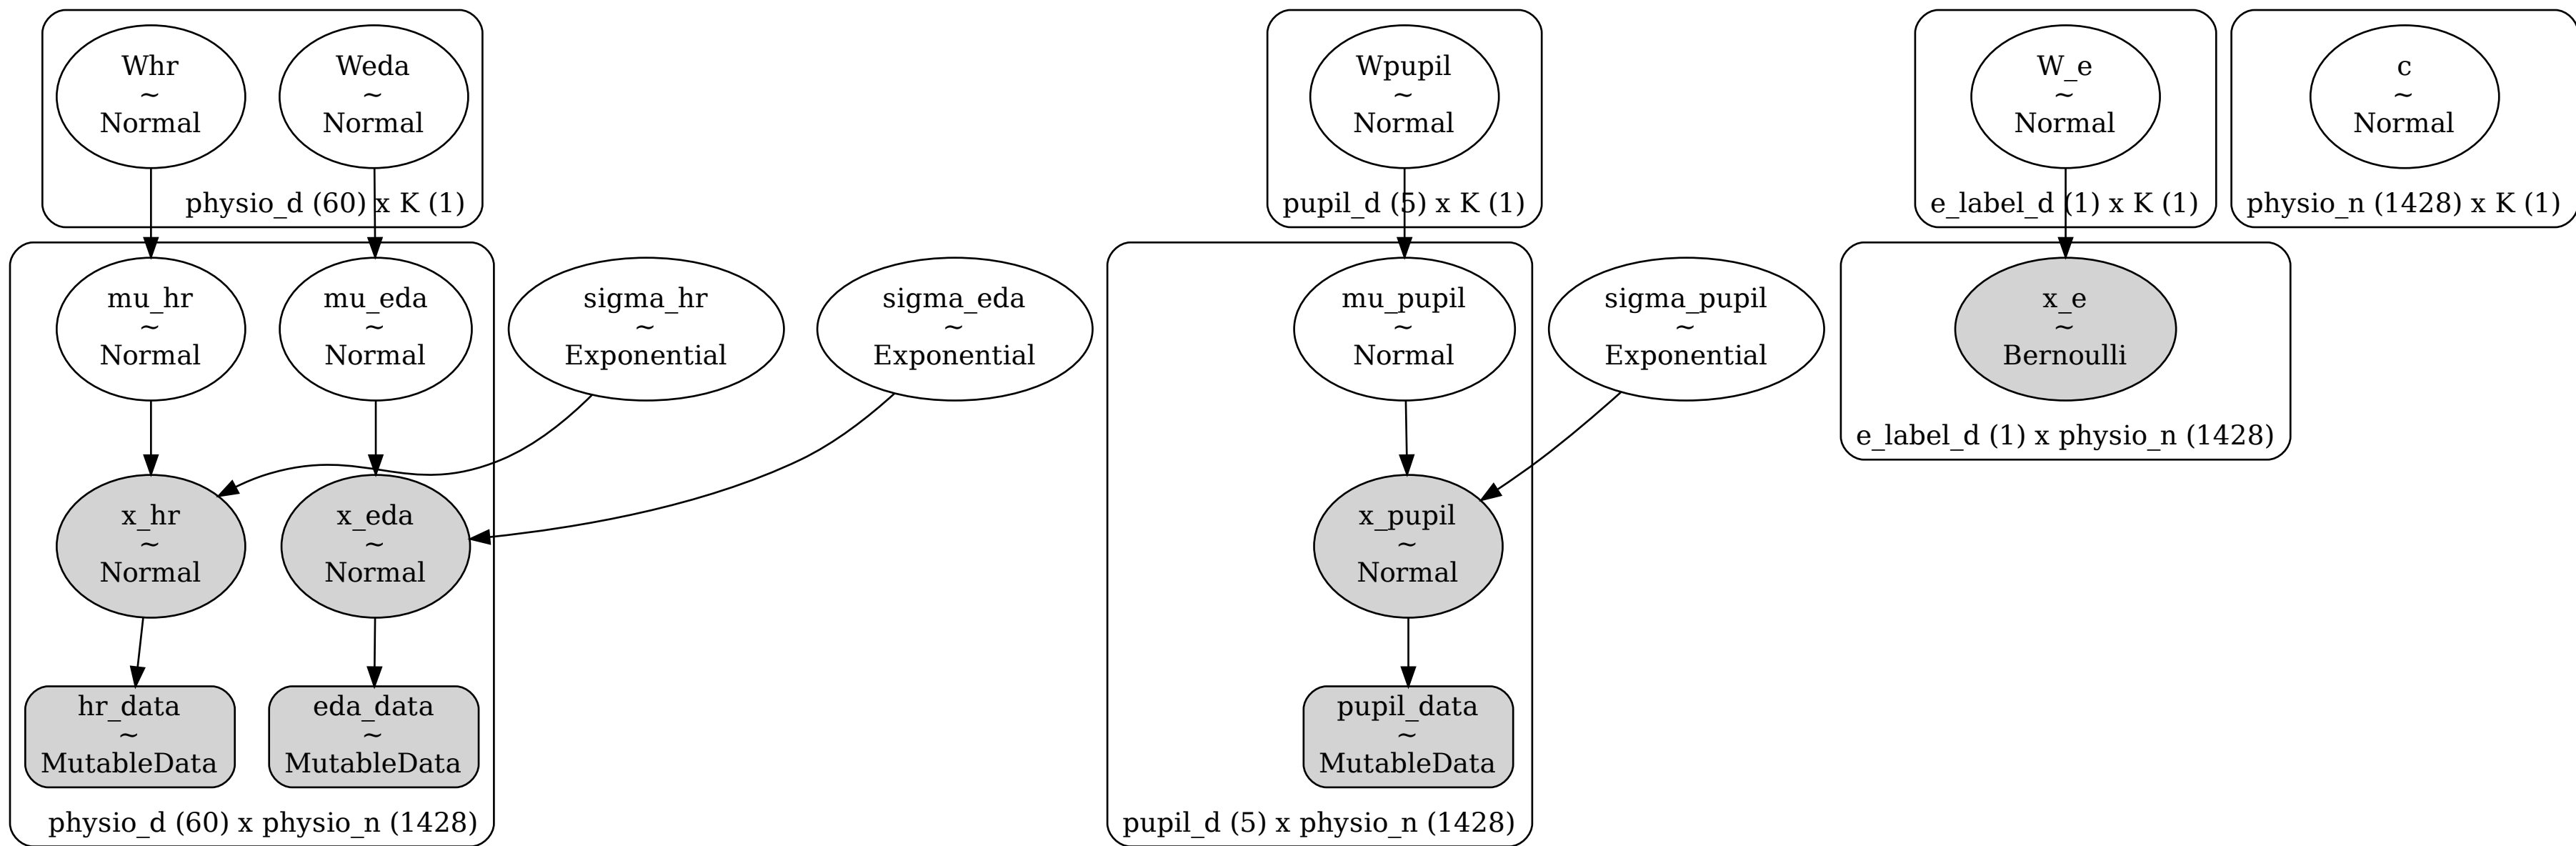 Whr
~
Normal
Weda
~
Normal
physio_d (60) x K (1)
Wpupil
~
Normal
pupil_d (5) x K (1)
W_e
~
Normal
e_label_d (1) x K (1)
c
~
Normal
physio_n (1428) x K (1)
mu_hr
~
Normal
mu_eda
~
Normal
sigma_hr
~
Exponential
sigma_eda
~
Exponential
mu_pupil
~
Normal
sigma_pupil
~
Exponential
x_e
~
Bernoulli
e_label_d (1) x physio_n (1428)
x_hr
~
Normal
x_eda
~
Normal
x_pupil
~
Normal
hr_data
~
MutableData
eda_data
~
MutableData
physio_d (60) x physio_n (1428)
pupil_data
~
MutableData
pupil_d (5) x physio_n (1428)